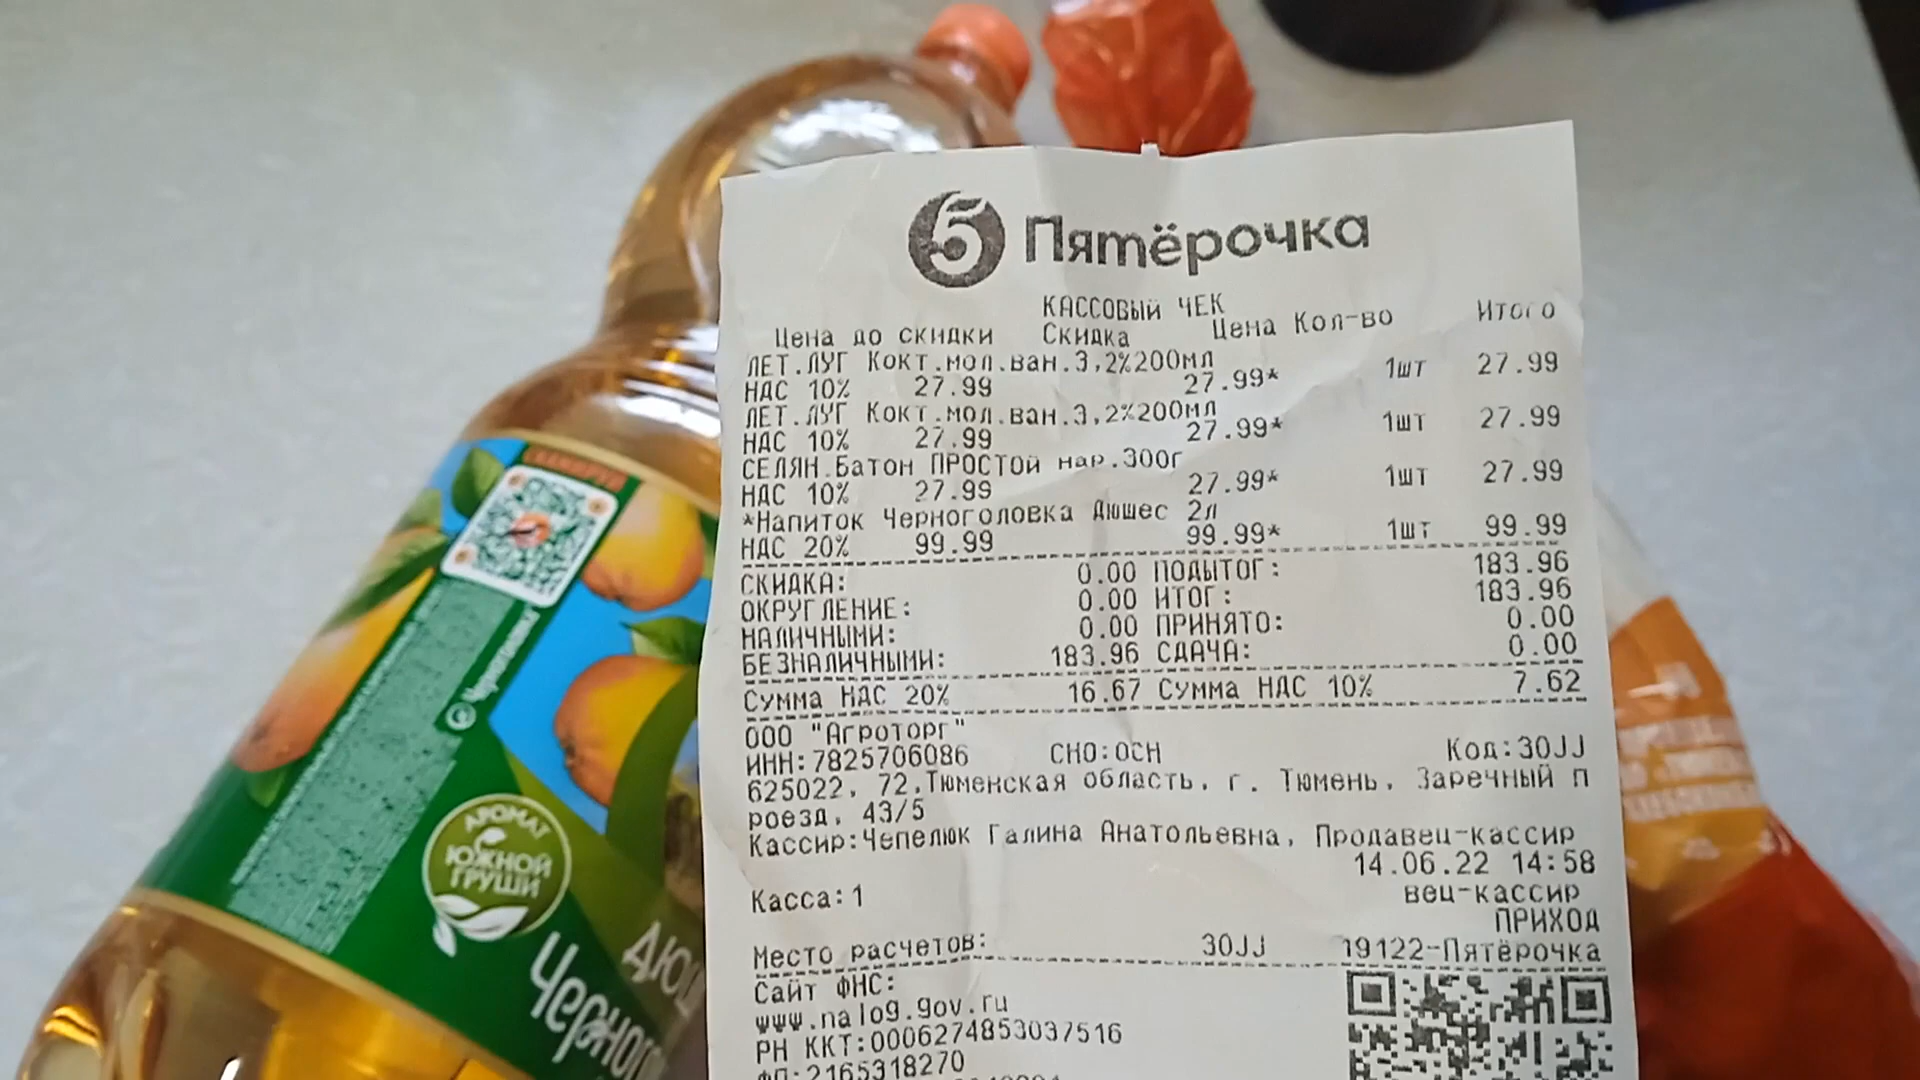 5 Пятёрочка
КАССОВЫЙ ЧЕК
Цена до скидки Скидка Цена Кол-во Итого
ЛЕТ.ЛУГ Кокт.мол.ван.3,2%200мл
НДС 10% 27.99 27.99* 1шт 27.99
ЛЕТ.ЛУГ Кокт.мол.ван.3,2%200мл
НДС 10% 27.99 27.99* 1шт 27.99
СЕЛЯН.Батон ПРОСТОЙ нар.300г
НДС 10% 27.99 27.99* 1шт 27.99
*Напиток Черноголовка Дюшес 2л
НДС 20% 99.99 99.99* 1шт 99.99
СКИДКА: 0.00 ПОДЫТОГ: 183.96
ОКРУГЛЕНИЕ: 0.00 ИТОГ: 183.96
НАЛИЧНЫМИ: 0.00 ПРИНЯТО: 0.00
БЕЗНАЛИЧНЫМИ: 183.96 СДАЧА: 0.00
Сумма НДС 20% 16.67 Сумма НДС 10% 7.62
ООО "Агроторг"
ИНН:7825706086 СНО:ОСН Код:30JJ
625022, 72,Тюменская область, г. Тюмень, Заречный п
роезд, 43/5
Кассир:Чепелюк Галина Анатольевна, Продавец-кассир
14.06.22 14:58
Касса:1 вец-кассир
ПРИХОД
Место расчетов: 30JJ 19122-Пятёрочка
Сайт ФНС:
www.nalog.gov.ru
РН ККТ:0006274853037516
ФП:2165318270
Черноголовка
АРОМАТ
ЮЖНОЙ
ГРУШИ
ДЮШ
Черного